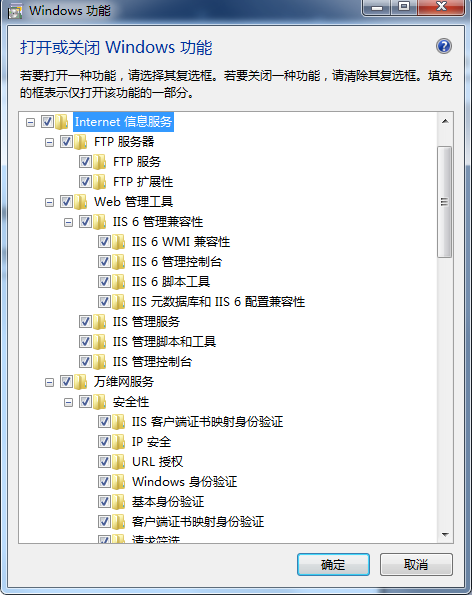 Windows 功能
打开或关闭 Windows 功能
若要打开一种功能，请选择其复选框。若要关闭一种功能，请清除其复选框。填充
的框表示仅打开该功能的一部分。
Internet 信息服务
FTP 服务器
FTP 服务
FTP 扩展性
Web 管理工具
IIS 6 管理兼容性
IIS 6 WMI 兼容性
IIS 6 管理控制台
IIS 6 脚本工具
IIS 元数据库和 IIS 6 配置兼容性
IIS 管理服务
IIS 管理脚本和工具
IIS 管理控制台
万维网服务
安全性
IIS 客户端证书映射身份验证
IP 安全
URL 授权
Windows 身份验证
基本身份验证
客户端证书映射身份验证
请求筛选
确定
取消